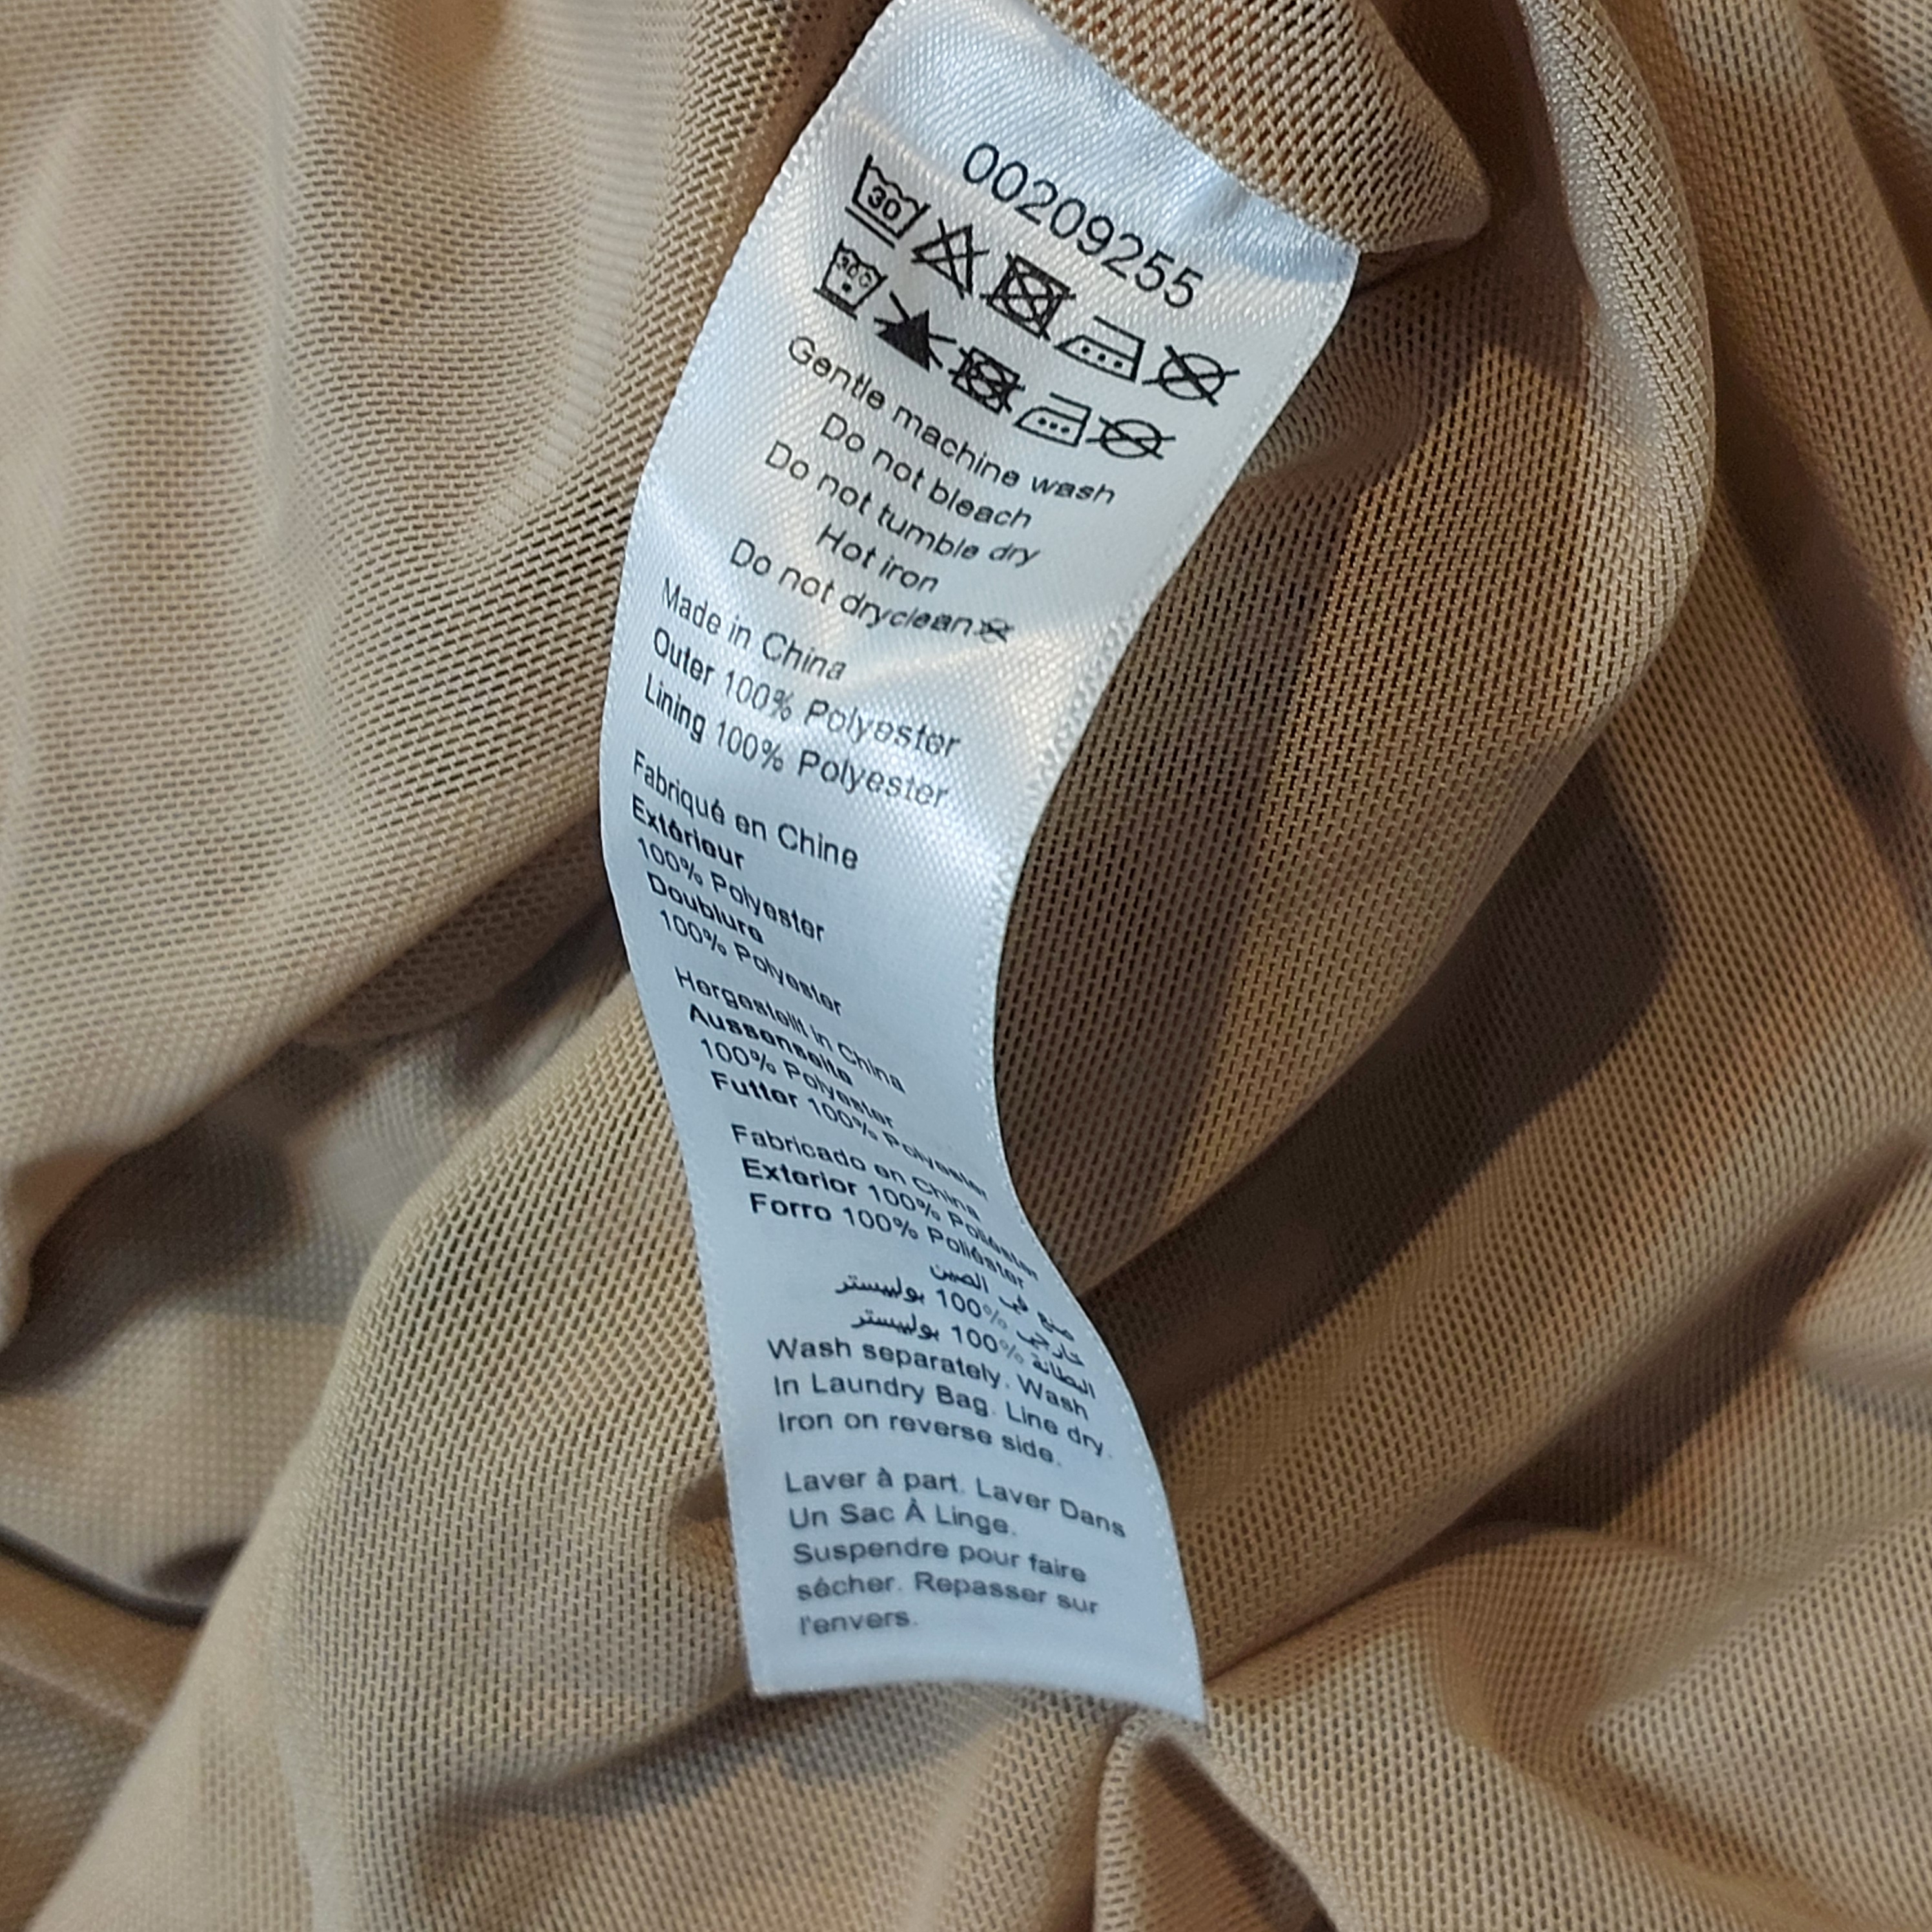 00209255
30
30°C
Gentle machine wash
Do not bleach
Do not tumble dry
Hot iron
Do not dryclean
Made in China
Outer 100% Polyester
Lining 100% Polyester
Fabriqué en Chine
Extérieur
100% Polyester
Doublure
100% Polyester
Hergestellt in China
Aussenseite
100% Polyester
Futter 100% Polyester
Fabricado en China
Exterior 100% Poliéster
Forro 100% Poliéster
صنع في الصين
خارجي 100% بوليستر
البطانة 100% بوليستر
Wash separately. Wash
In Laundry Bag. Line dry.
Iron on reverse side.
Laver à part. Laver Dans
Un Sac À Linge.
Suspendre pour faire
sécher. Repasser sur
l'envers.